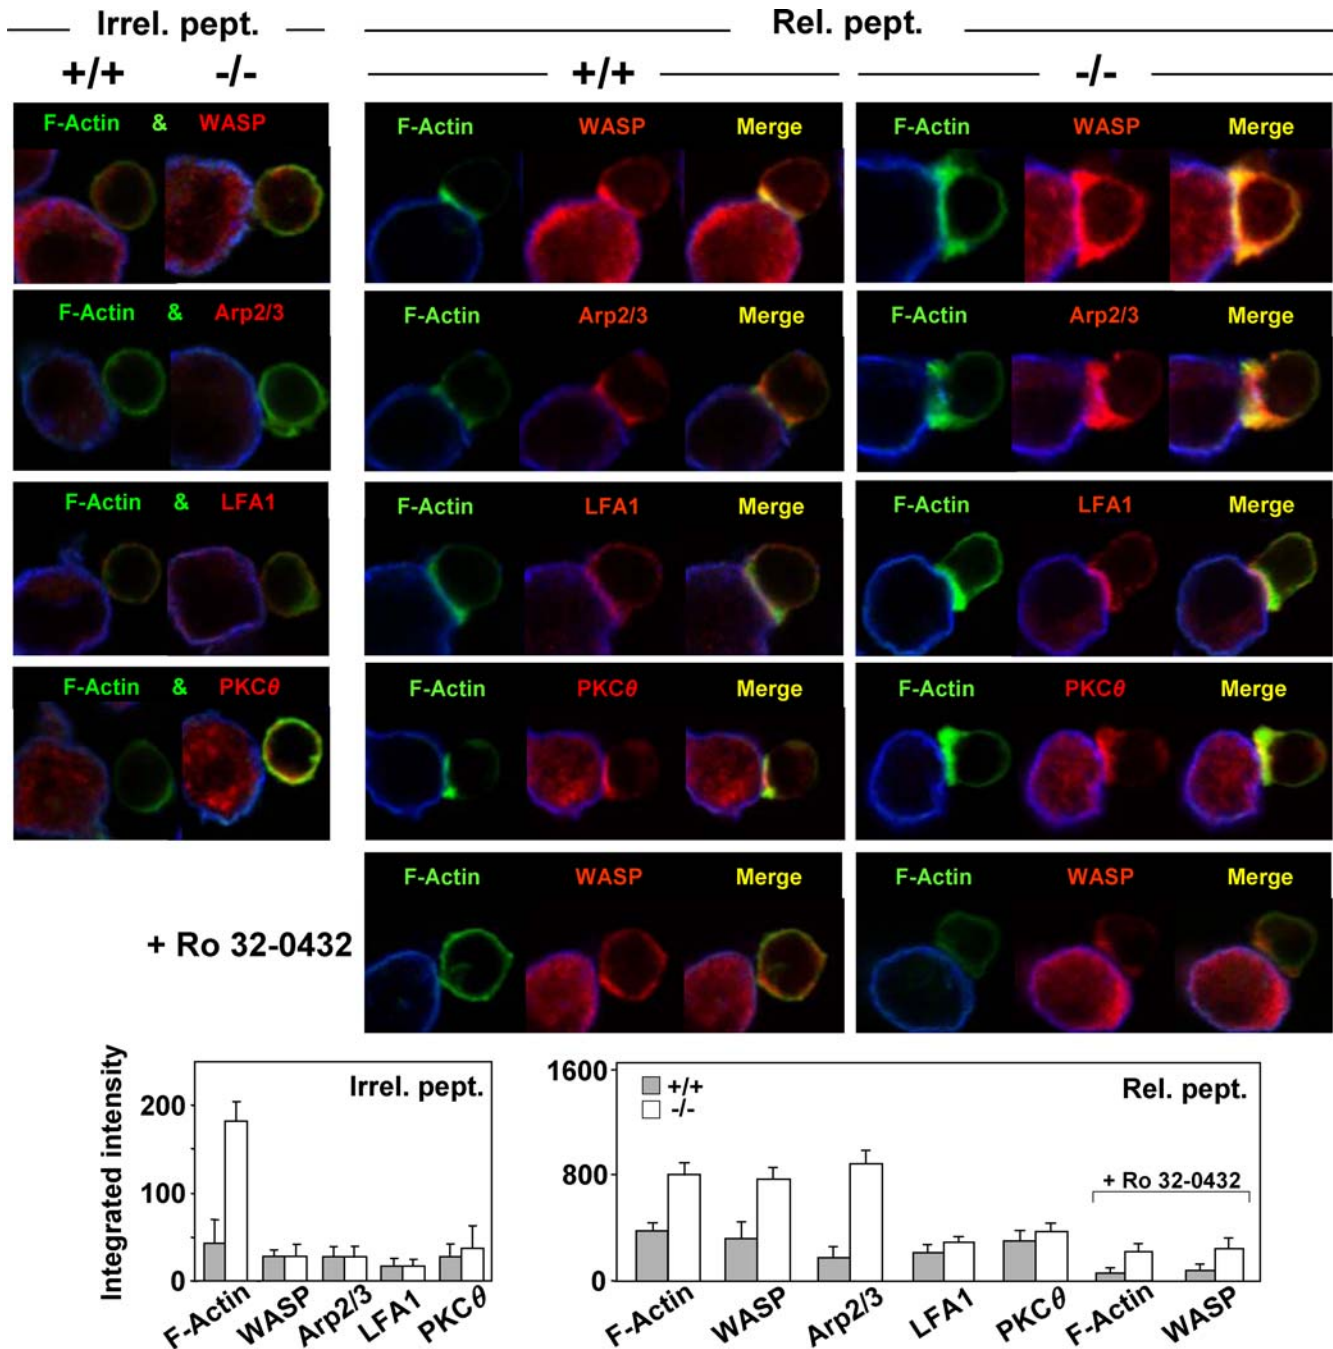 Irrel. pept.
Rel. pept.
+/+ -/-
+/+
-/-
F-Actin & WASP
F-Actin WASP Merge
F-Actin WASP Merge
F-Actin & Arp2/3
F-Actin Arp2/3 Merge
F-Actin Arp2/3 Merge
F-Actin & LFA1
F-Actin LFA1 Merge
F-Actin LFA1 Merge
F-Actin & PKCθ
F-Actin PKCθ Merge
F-Actin PKCθ Merge
+ Ro 32-0432
F-Actin WASP Merge
F-Actin WASP Merge
Integrated intensity
200
100
0
Irrel. pept.
F-Actin WASP Arp2/3 LFA1 PKCθ
1600
800
0
+/+
-/-
Rel. pept.
+ Ro 32-0432
F-Actin WASP Arp2/3 LFA1 PKCθ F-Actin WASP